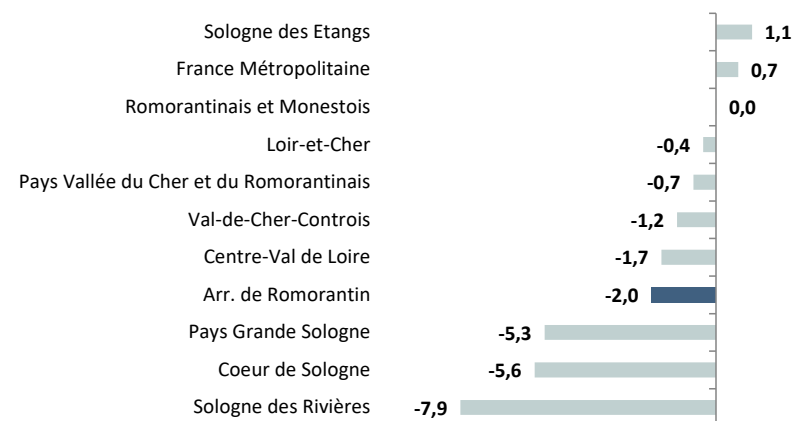 Sologne des Etangs 1,1
France Métropolitaine 0,7
Romorantinais et Monestois 0,0
Loir-et-Cher -0,4
Pays Vallée du Cher et du Romorantinais -0,7
Val-de-Cher-Controis -1,2
Centre-Val de Loire -1,7
Arr. de Romorantin -2,0
Pays Grande Sologne -5,3
Coeur de Sologne -5,6
Sologne des Rivières -7,9